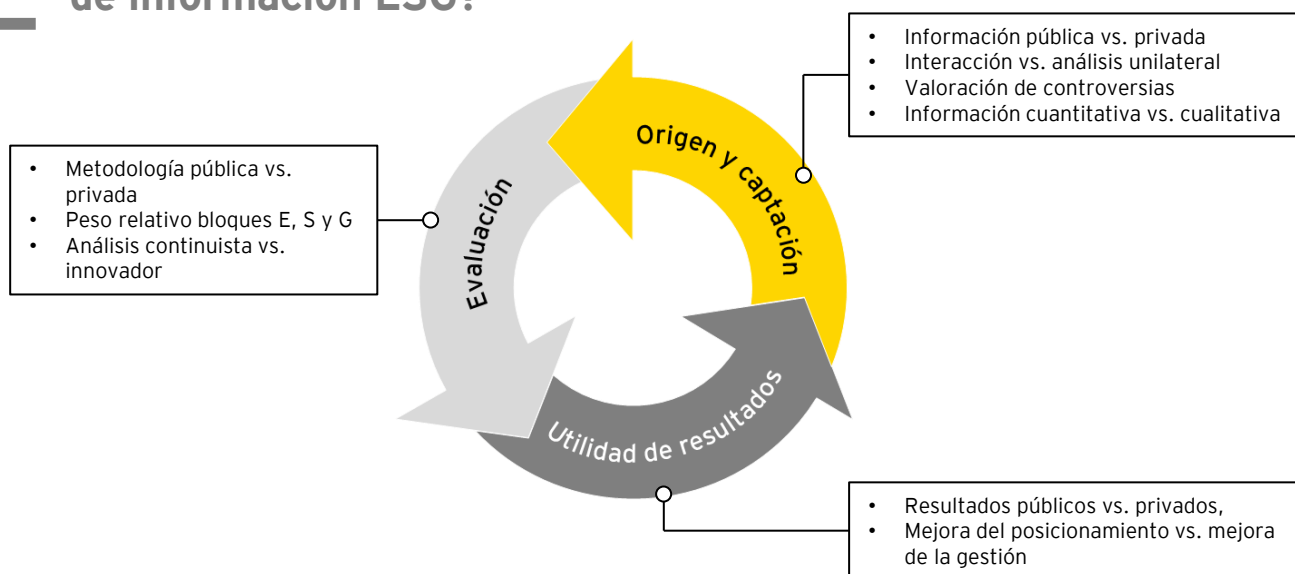 de información ESG?
• Información pública vs. privada
• Interacción vs. análisis unilateral
• Valoración de controversias
• Información cuantitativa vs. cualitativa
Origen y captación
• Metodología pública vs.
privada
• Peso relativo bloques E, S y G
• Análisis continuista vs.
innovador
Evaluación
Utilidad de resultados
• Resultados públicos vs. privados,
• Mejora del posicionamiento vs. mejora
de la gestión